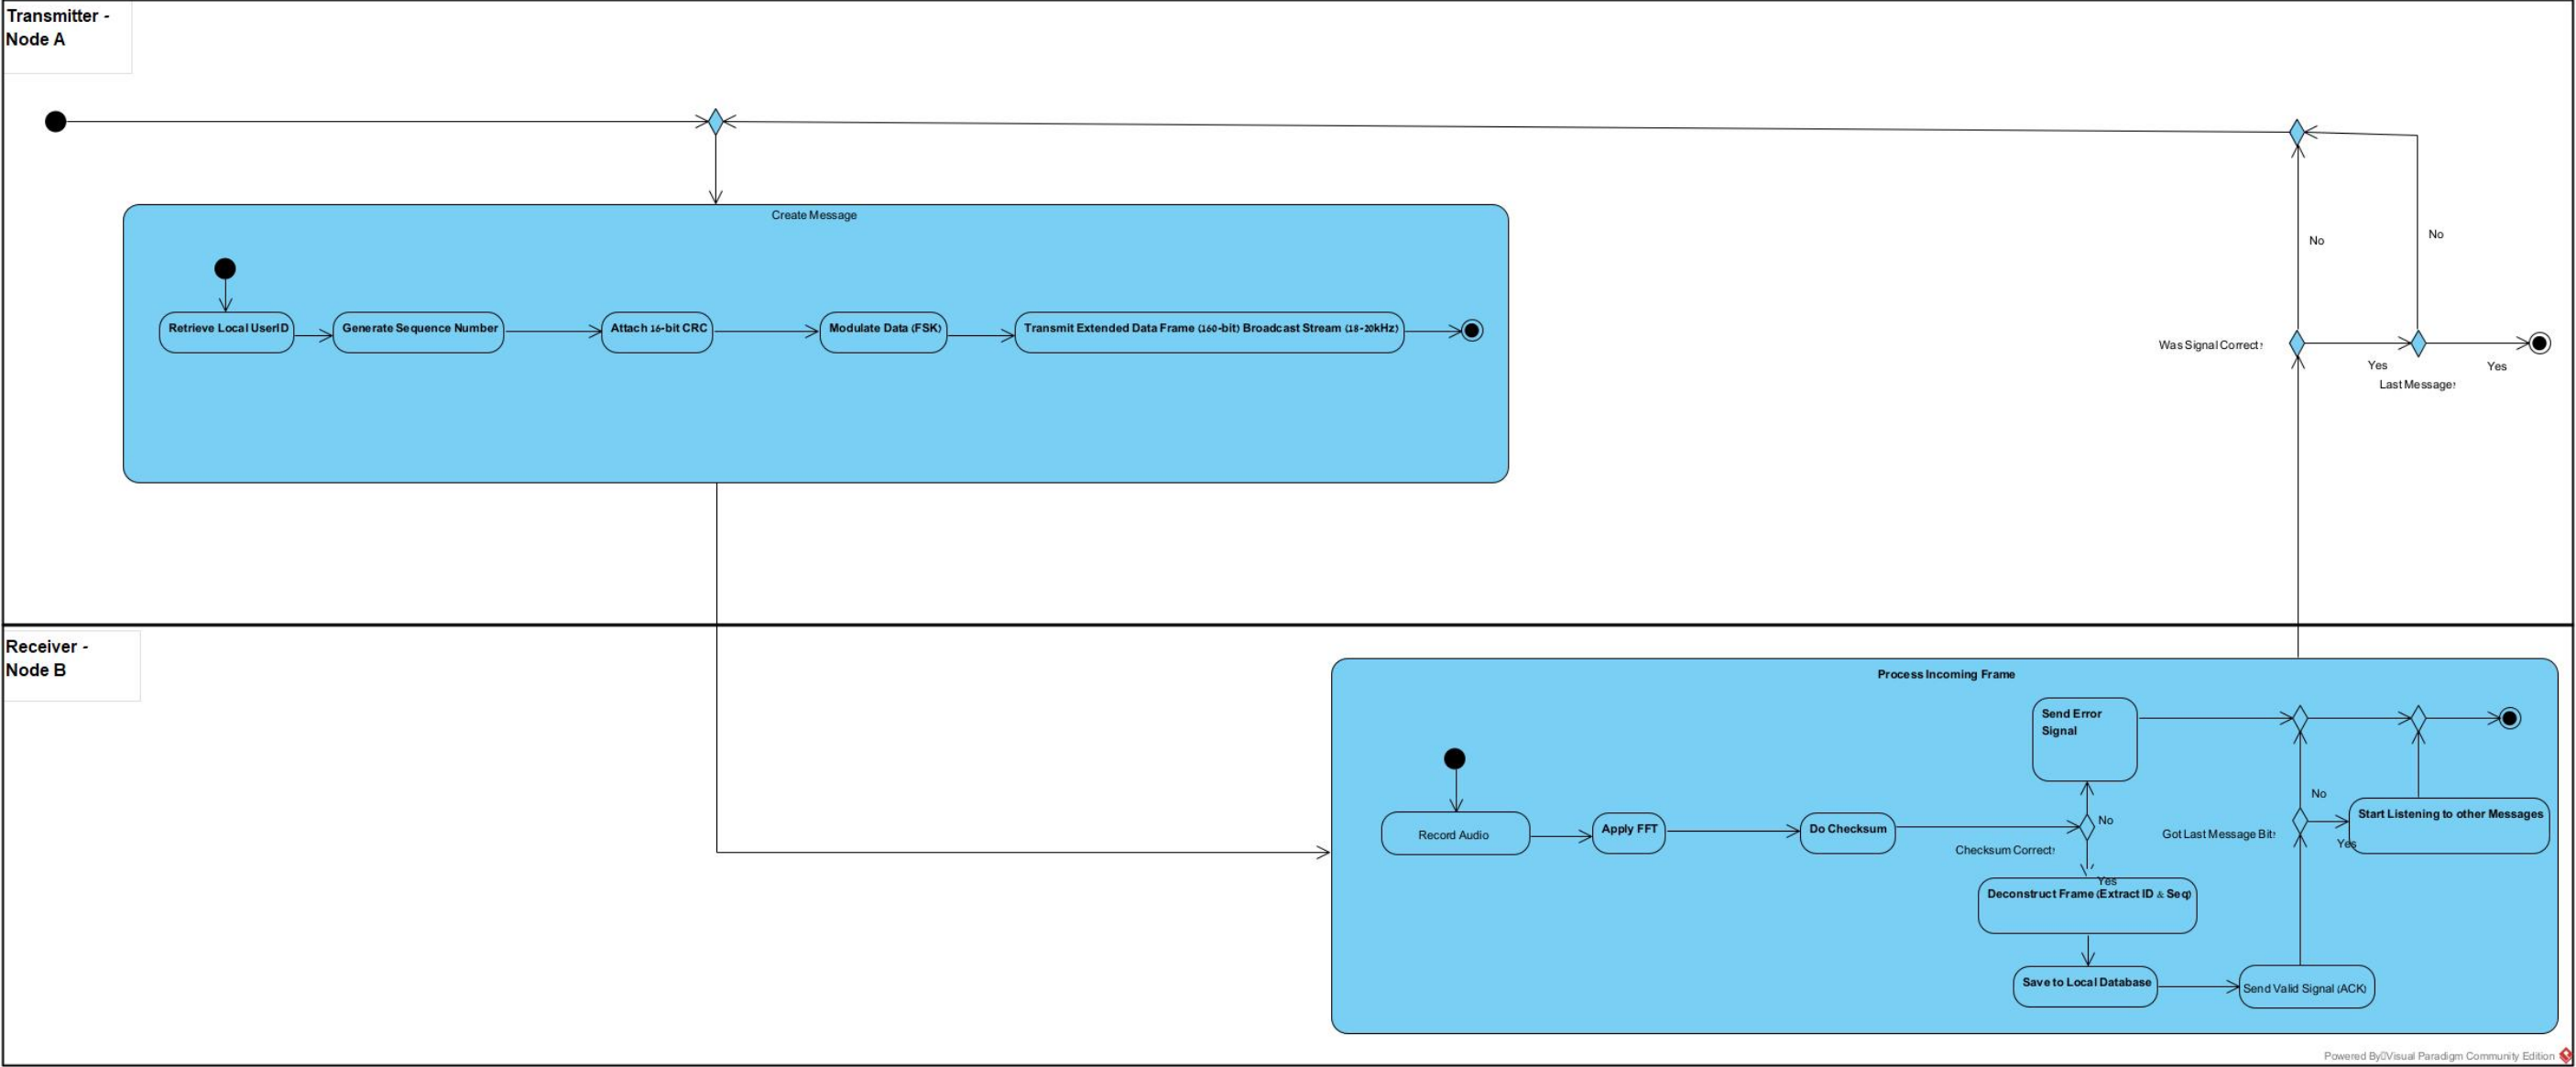 Transmitter -
Node A
Create Message
Retrieve Local UserID
Generate Sequence Number
Attach 16-bit CRC
Modulate Data (FSK)
Transmit Extended Data Frame (160-bit) Broadcast Stream (18-20kHz)
No
No
Was Signal Correct?
Yes
Last Message?
Yes
Receiver -
Node B
Process Incoming Frame
Record Audio
Apply FFT
Do Checksum
Checksum Correct?
Send Error
Signal
No
Yes
Deconstruct Frame (Extract ID & Seq)
Save to Local Database
Send Valid Signal (ACK)
Got Last Message Bit?
No
Yes
Start Listening to other Messages
Powered By Visual Paradigm Community Edition